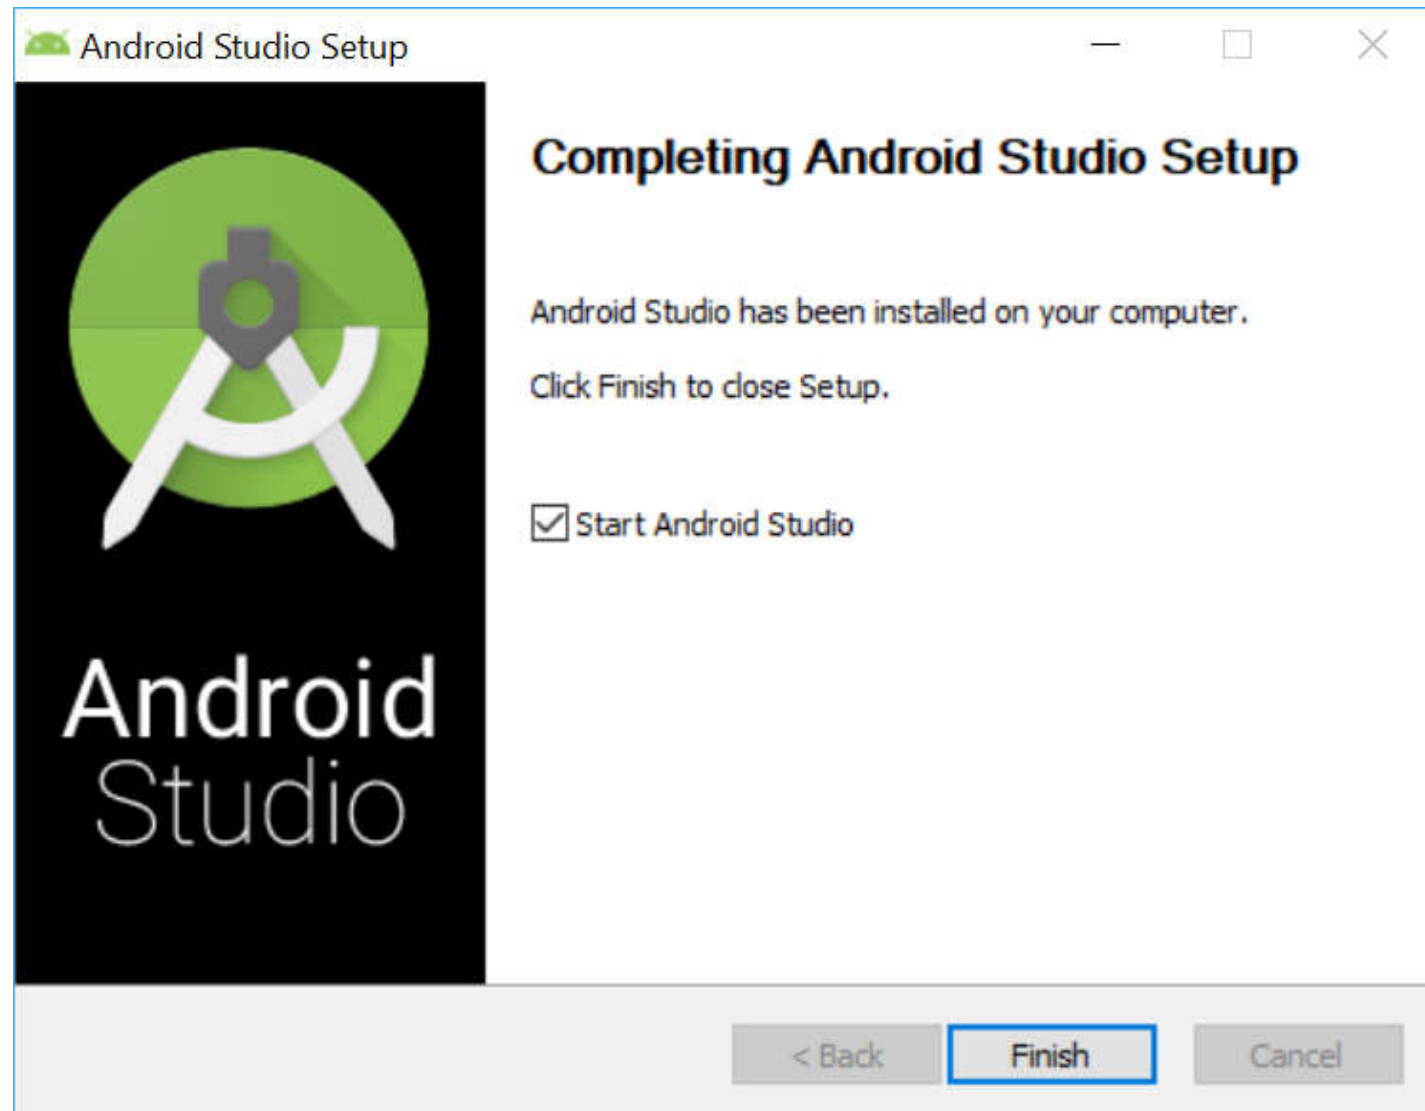 Android Studio Setup
Completing Android Studio Setup
Android Studio has been installed on your computer.
Click Finish to close Setup.
Start Android Studio
Android
Studio
< Back
Finish
Cancel